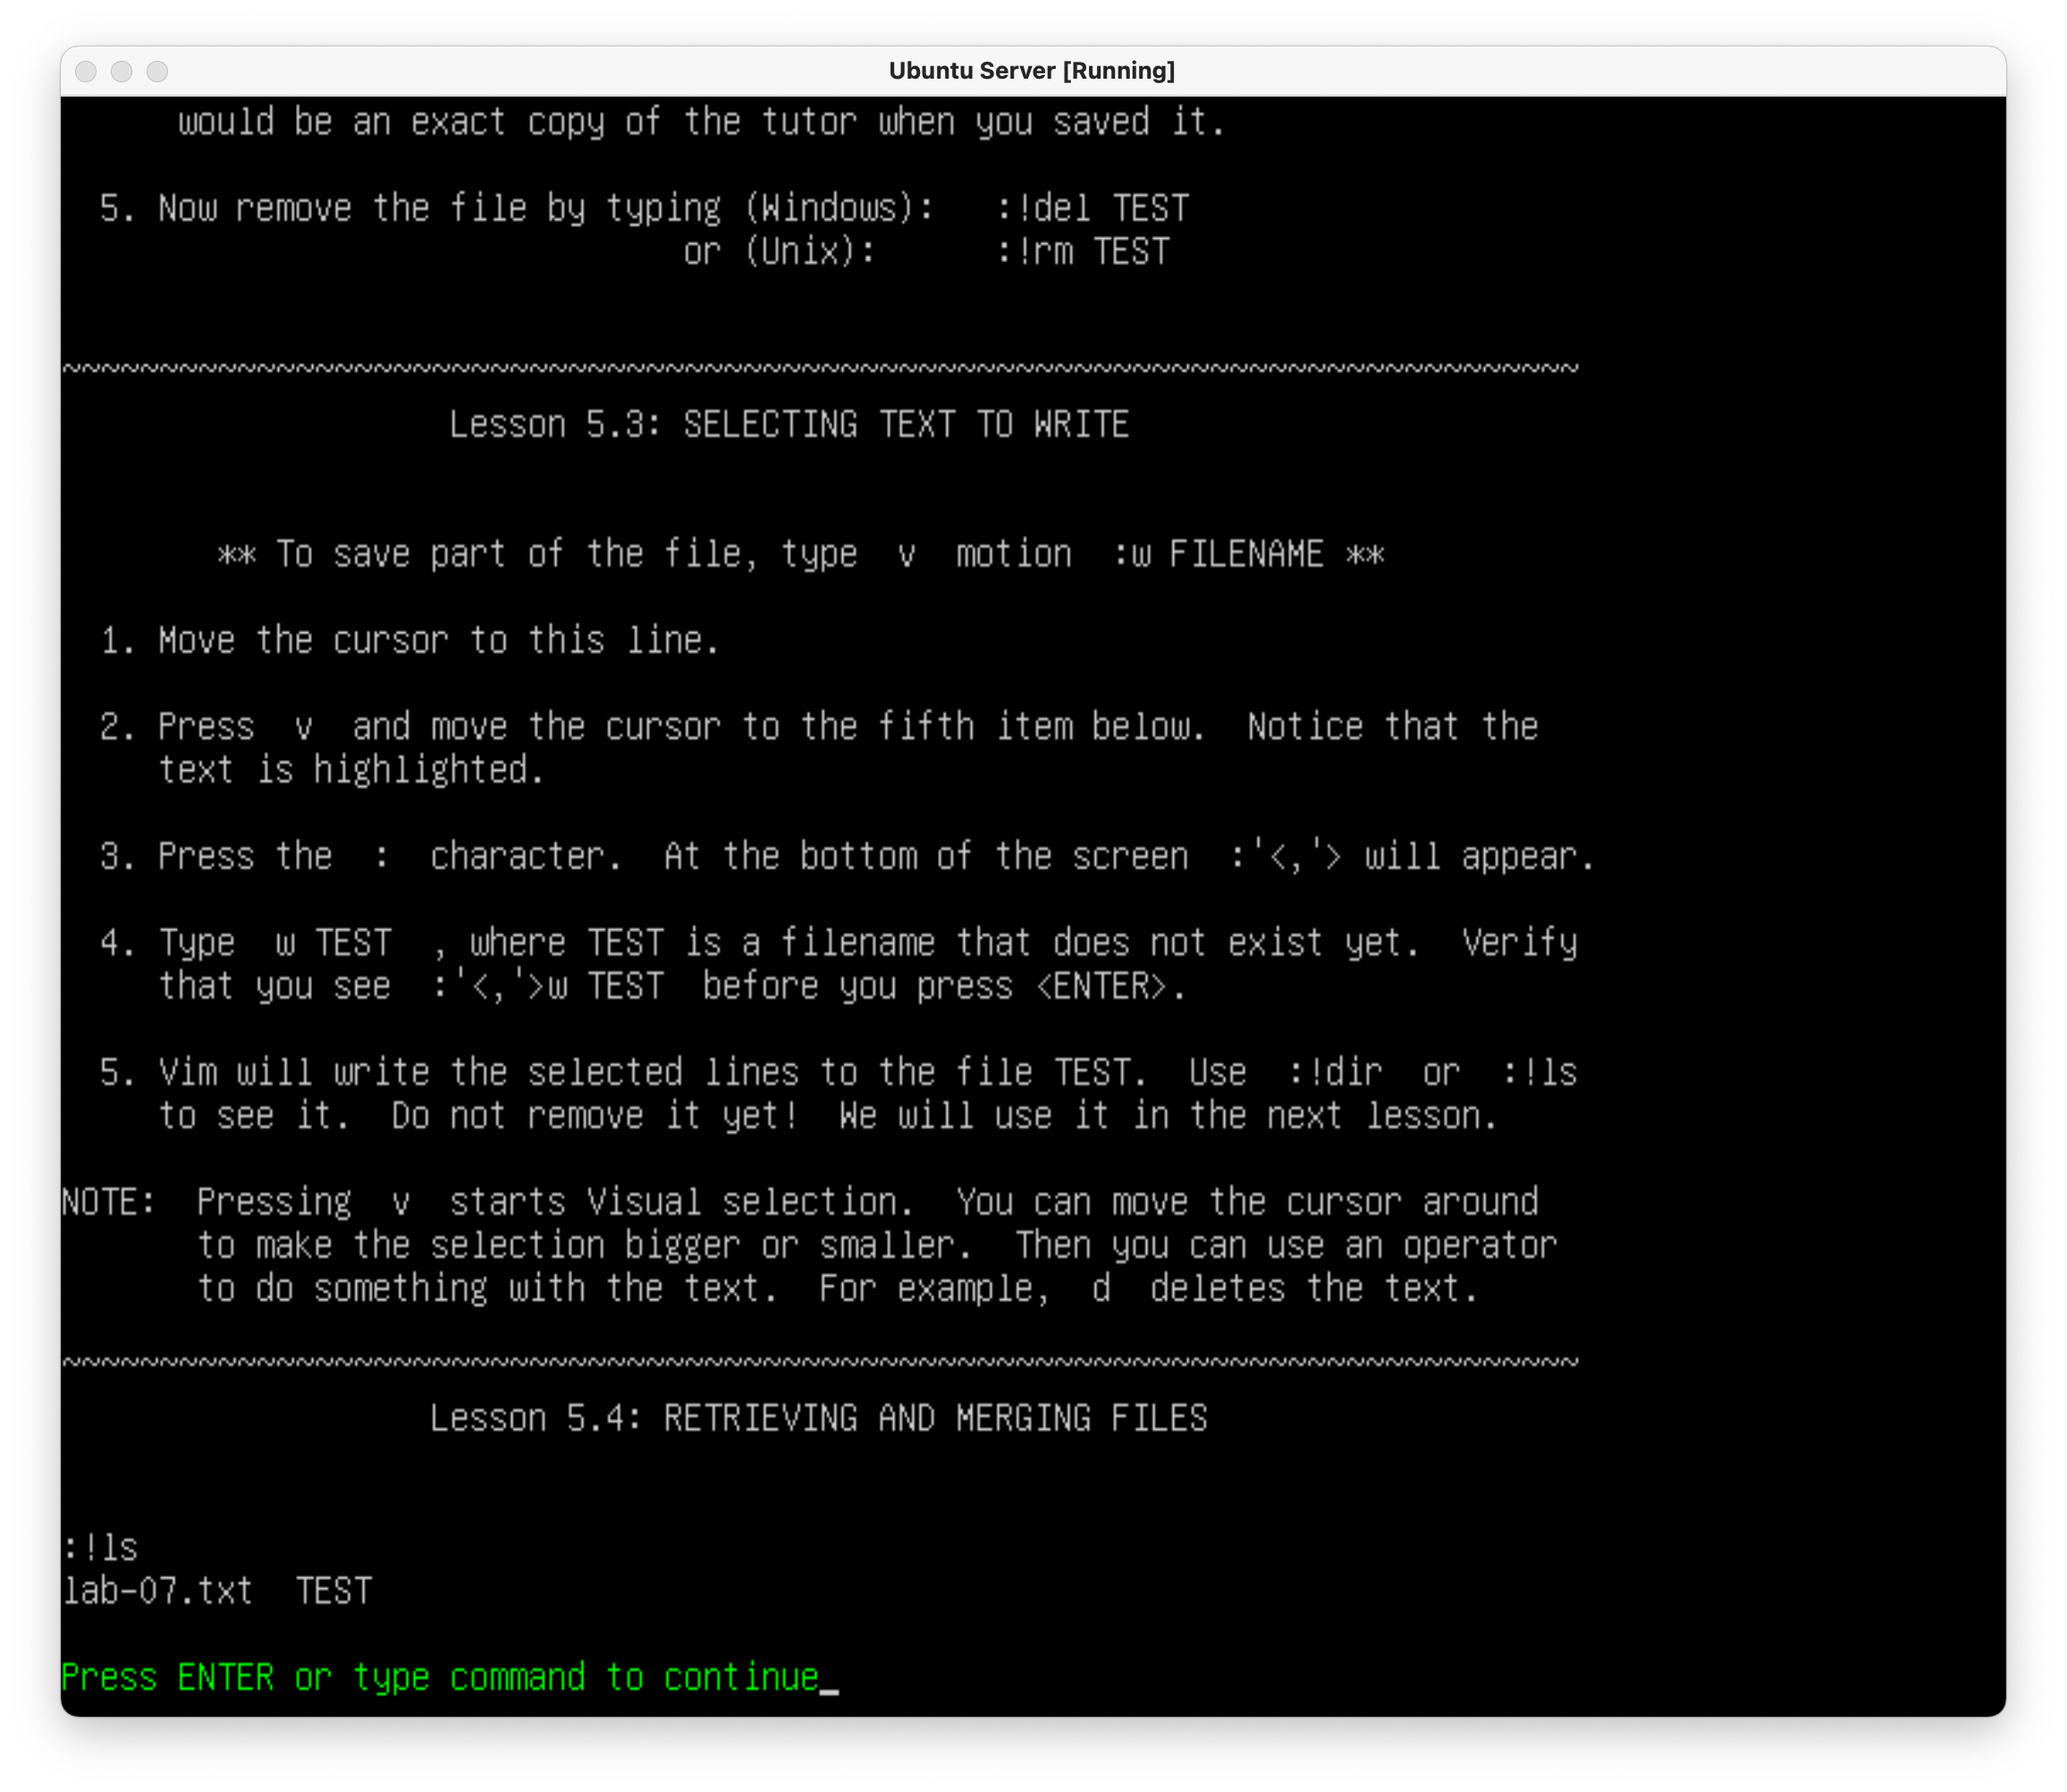 Ubuntu Server [Running]
would be an exact copy of the tutor when you saved it.
5. Now remove the file by typing (Windows):   :!del TEST
or (Unix):      :!rm TEST
~~~~~~~~~~~~~~~~~~~~~~~~~~~~~~~~~~~~~~~~~~~~~~~~~~~~~~~~~~~~~~~~~~~~~~~~~~~~~~
Lesson 5.3: SELECTING TEXT TO WRITE
** To save part of the file, type  v  motion  :w FILENAME **
1. Move the cursor to this line.
2. Press  v  and move the cursor to the fifth item below.  Notice that the
text is highlighted.
3. Press the  :  character.  At the bottom of the screen  :'<,'> will appear.
4. Type  w TEST  , where TEST is a filename that does not exist yet.  Verify
that you see  :'<,'>w TEST  before you press <ENTER>.
5. Vim will write the selected lines to the file TEST.  Use  :!dir  or  :!ls
to see it.  Do not remove it yet!  We will use it in the next lesson.
NOTE:  Pressing  v  starts Visual selection.  You can move the cursor around
to make the selection bigger or smaller.  Then you can use an operator
to do something with the text.  For example,  d  deletes the text.
~~~~~~~~~~~~~~~~~~~~~~~~~~~~~~~~~~~~~~~~~~~~~~~~~~~~~~~~~~~~~~~~~~~~~~~~~~~~~~
Lesson 5.4: RETRIEVING AND MERGING FILES
:!ls
lab-07.txt  TEST
Press ENTER or type command to continue